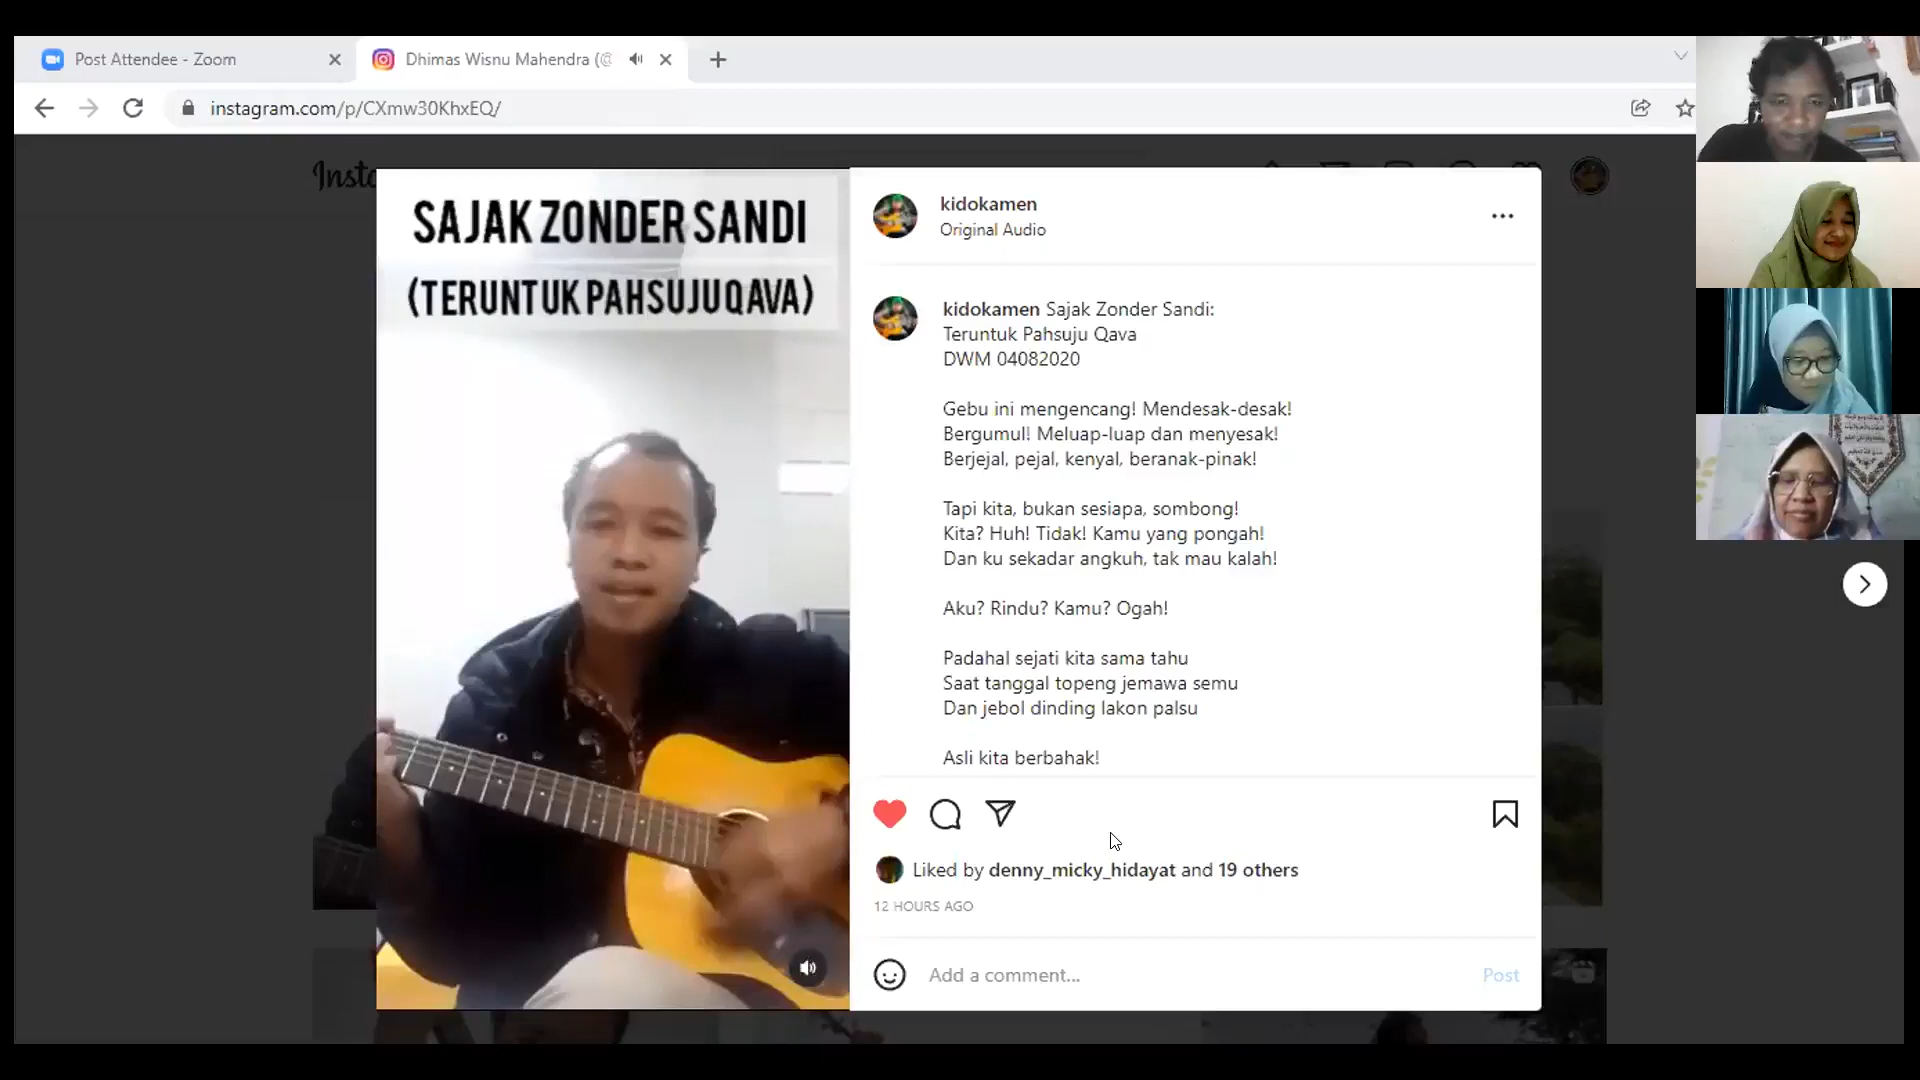 Post Attendee - Zoom
Dhimas Wisnu Mahendra (@
instagram.com/p/CXmw30KhxEQ/
Insta
SAJAK ZONDER SANDI
(TERUNTUK PAHSUJU QAVA)
kidokamen
Original Audio
kidokamen Sajak Zonder Sandi:
Teruntuk Pahsuju Qava
DWM 04082020
Gebu ini mengencang! Mendesak-desak!
Bergumul! Meluap-luap dan menyesak!
Berjejal, pejal, kenyal, beranak-pinak!
Tapi kita, bukan sesiapa, sombong!
Kita? Huh! Tidak! Kamu yang pongah!
Dan ku sekadar angkuh, tak mau kalah!
Aku? Rindu? Kamu? Ogah!
Padahal sejati kita sama tahu
Saat tanggal topeng jemawa semu
Dan jebol dinding lakon palsu
Asli kita berbahak!
Liked by denny_micky_hidayat and 19 others
12 HOURS AGO
Add a comment...
Post